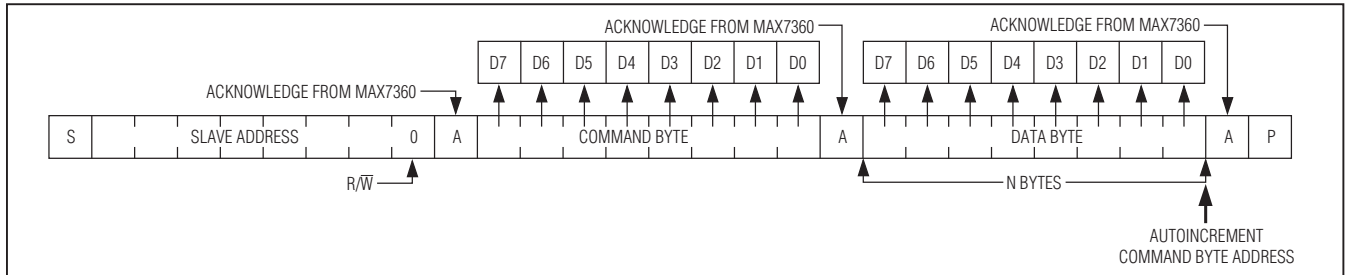 ACKNOWLEDGE FROM MAX7360 ACKNOWLEDGE FROM MAX7360
D7 D6 D5 D4 D3 D2 D1 D0 D7 D6 D5 D4 D3 D2 D1 D0
ACKNOWLEDGE FROM MAX7360
S SLAVE ADDRESS 0 A COMMAND BYTE A DATA BYTE A P
R/W̅ N BYTES
AUTOINCREMENT
COMMAND BYTE ADDRESS